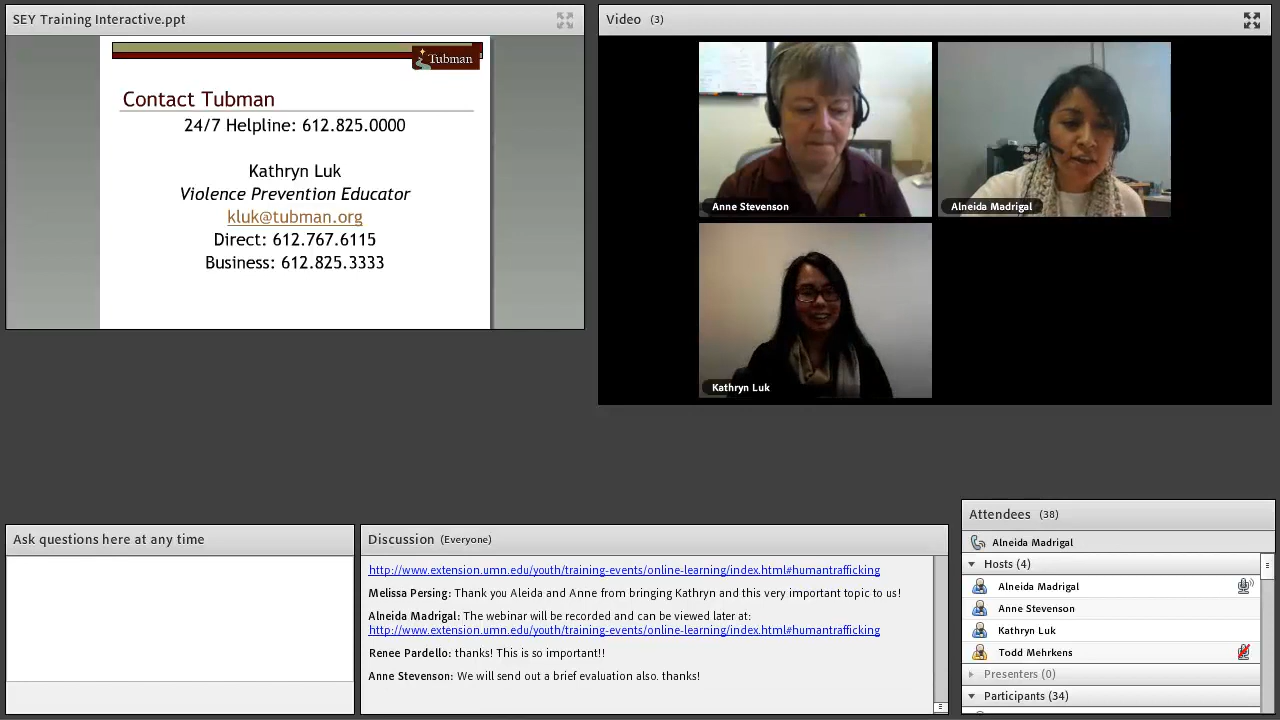 SEY Training Interactive.ppt
Tubman
Contact Tubman
24/7 Helpline: 612.825.0000
Kathryn Luk
Violence Prevention Educator
kluk@tubman.org
Direct: 612.767.6115
Business: 612.825.3333
Video (3)
Anne Stevenson
Alneida Madrigal
Kathryn Luk
Ask questions here at any time
Discussion (Everyone)
http://www.extension.umn.edu/youth/training-events/online-learning/index.html#humantrafficking
Melissa Persing: Thank you Aleida and Anne from bringing Kathryn and this very important topic to us!
Alneida Madrigal: The webinar will be recorded and can be viewed later at:
http://www.extension.umn.edu/youth/training-events/online-learning/index.html#humantrafficking
Renee Pardello: thanks! This is so important!!
Anne Stevenson: We will send out a brief evaluation also. thanks!
Attendees (38)
Alneida Madrigal
Hosts (4)
Alneida Madrigal
Anne Stevenson
Kathryn Luk
Todd Mehrkens
Presenters (0)
Participants (34)